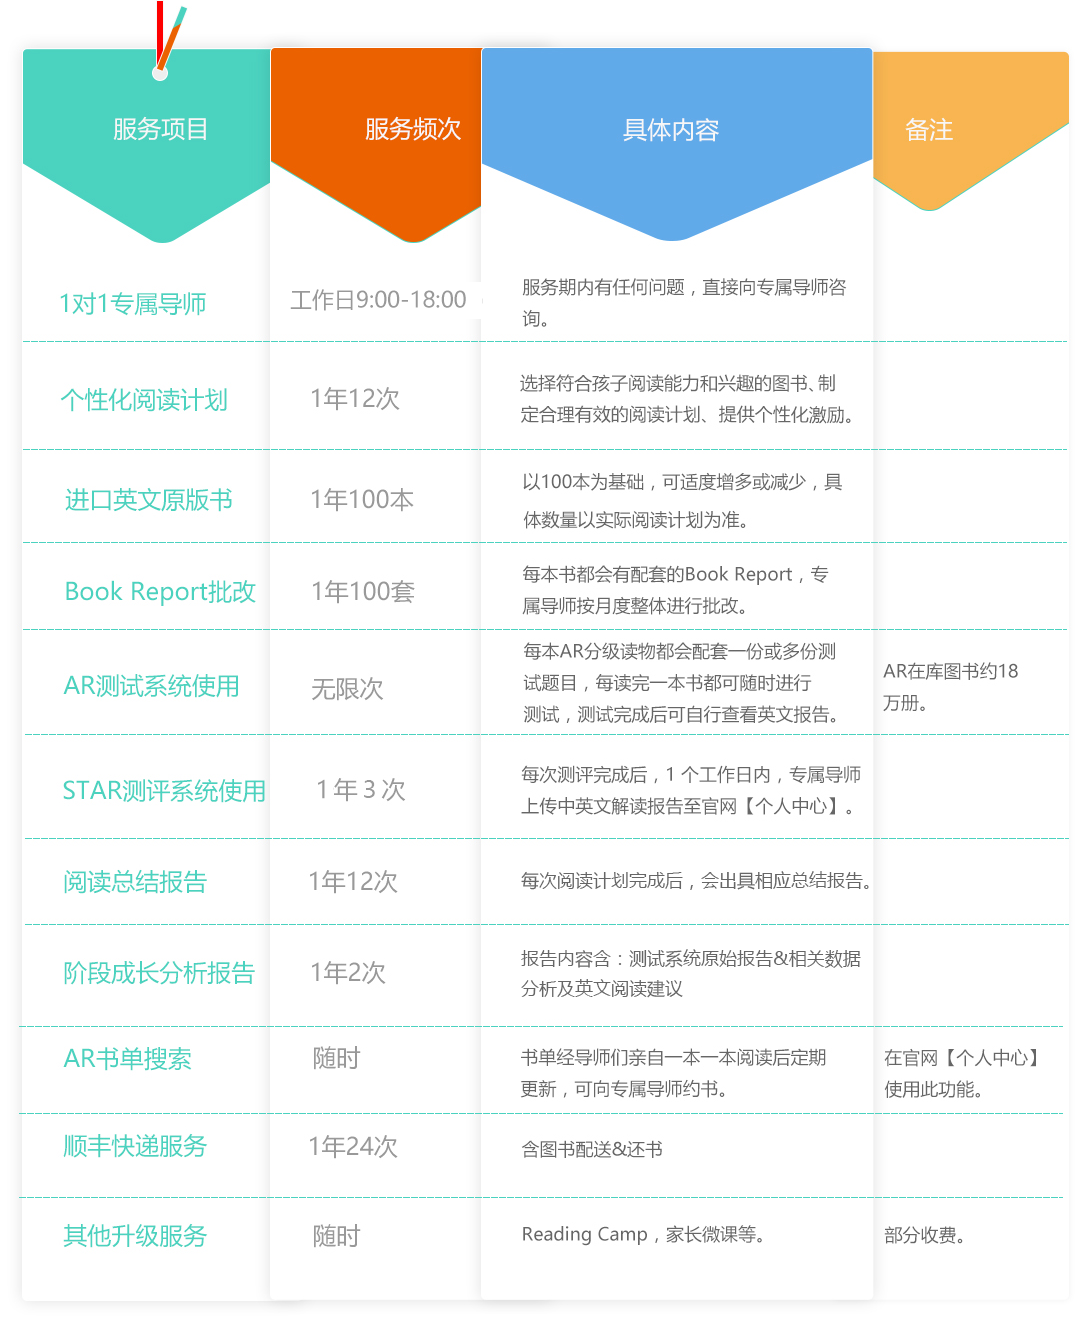 服务项目
服务频次
具体内容
备注
1对1专属导师
工作日9:00-18:00
服务期内有任何问题，直接向专属导师咨
询。
个性化阅读计划
1年12次
选择符合孩子阅读能力和兴趣的图书、制
定合理有效的阅读计划、提供个性化激励。
进口英文原版书
1年100本
以100本为基础，可适度增多或减少，具
体数量以实际阅读计划为准。
Book Report批改
1年100套
每本书都会有配套的Book Report，专
属导师按月度整体进行批改。
AR测试系统使用
无限次
每本AR分级读物都会配套一份或多份测
试题目，每读完一本书都可随时进行
测试，测试完成后可自行查看英文报告。
AR在库图书约18
万册。
STAR测评系统使用
1 年 3 次
每次测评完成后，1 个工作日内，专属导师
上传中英文解读报告至官网【个人中心】。
阅读总结报告
1年12次
每次阅读计划完成后，会出具相应总结报告。
阶段成长分析报告
1年2次
报告内容含：测试系统原始报告&相关数据
分析及英文阅读建议
AR书单搜索
随时
书单经导师们亲自一本一本阅读后定期
更新，可向专属导师约书。
在官网【个人中心】
使用此功能。
顺丰快递服务
1年24次
含图书配送&还书
其他升级服务
随时
Reading Camp，家长微课等。
部分收费。